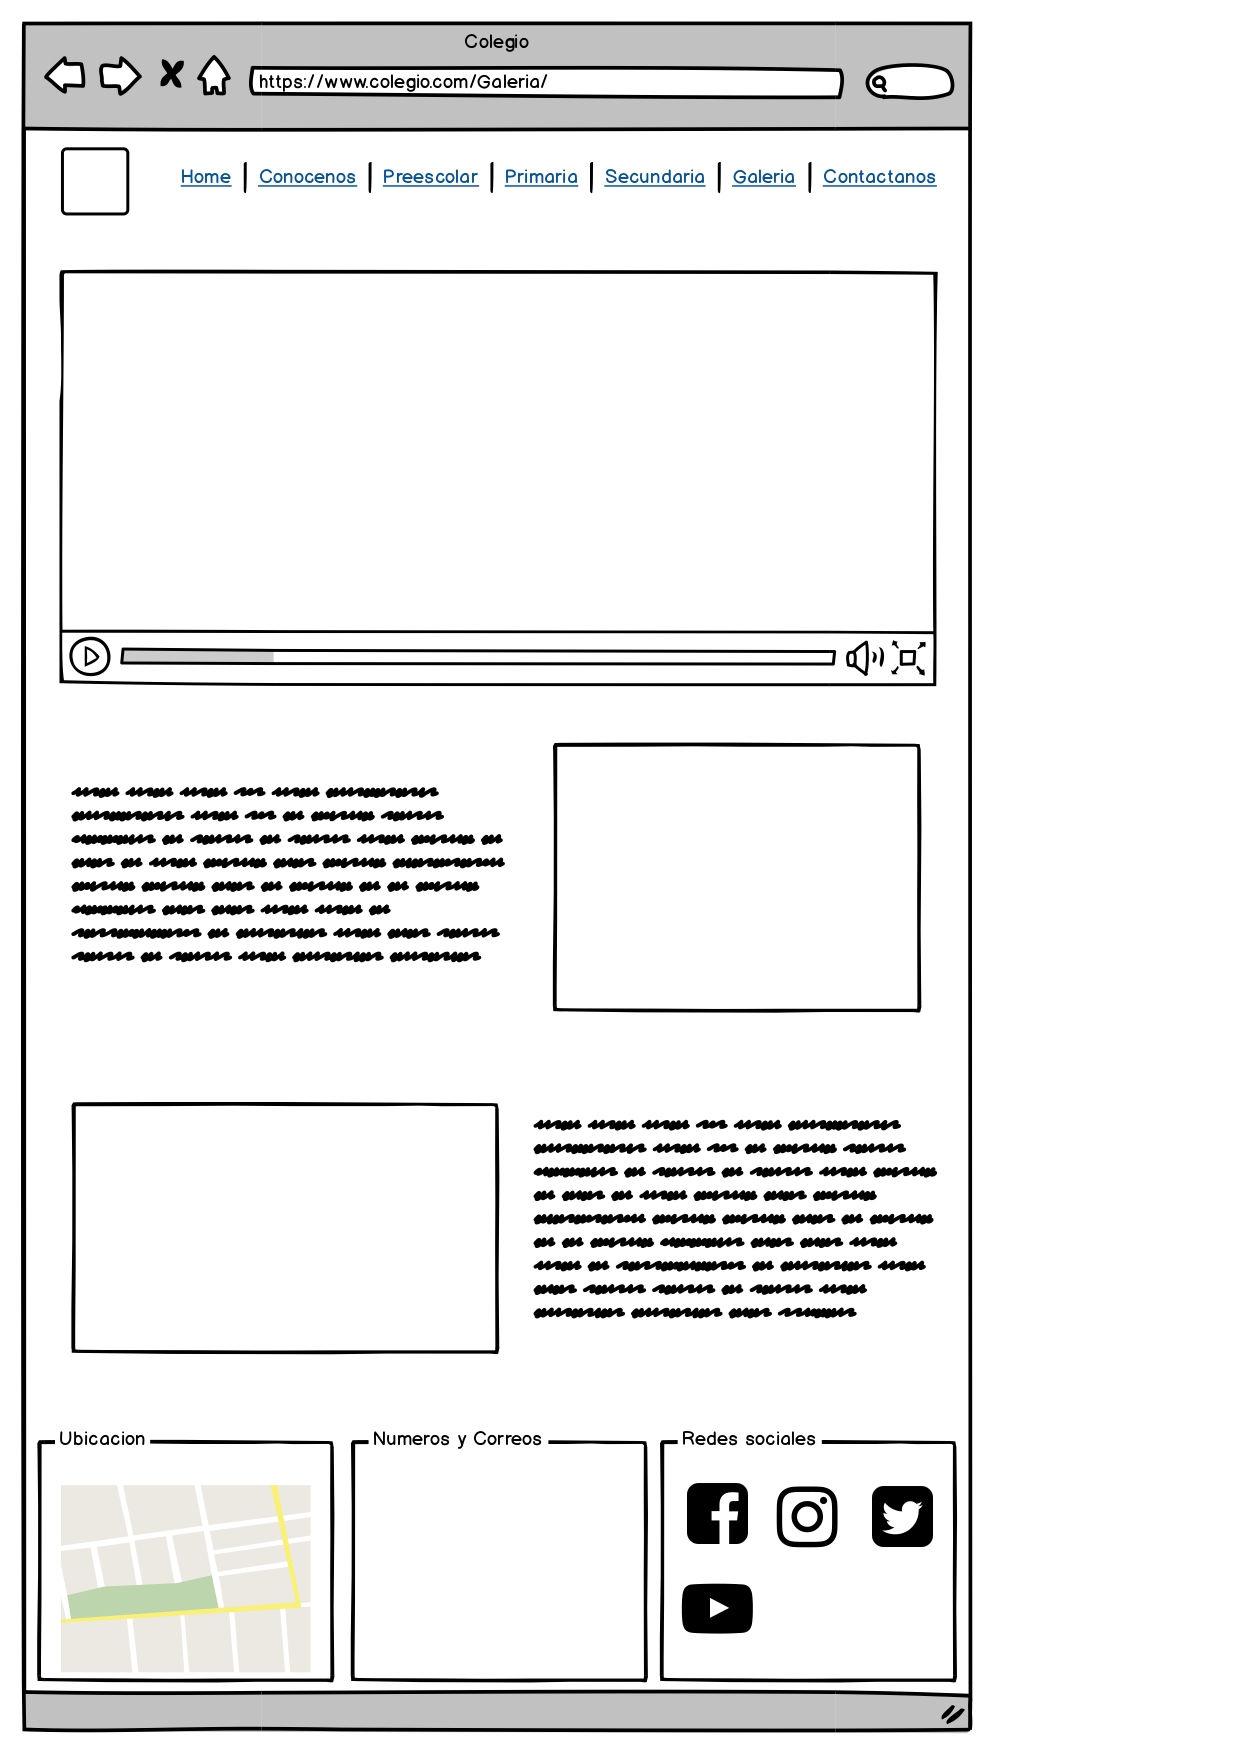 Colegio
https://www.colegio.com/Galeria/
Home Conocenos Preescolar Primaria Secundaria Galeria Contactanos
Ubicacion
Numeros y Correos
Redes sociales